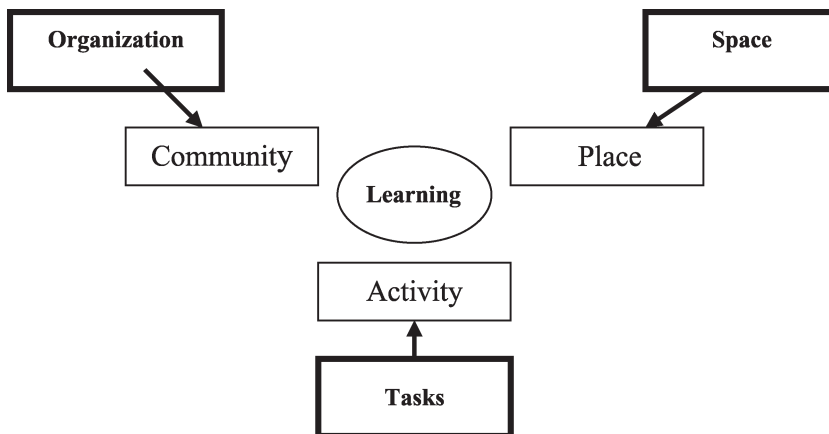 Organization
Space
Community
Place
Learning
Activity
Tasks